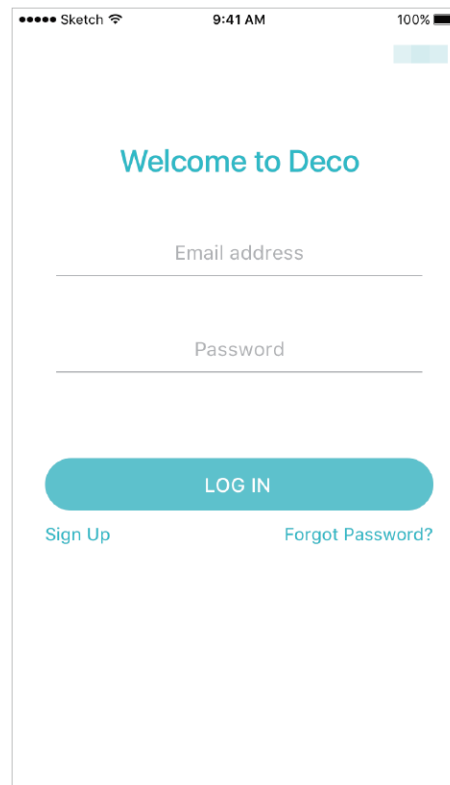 Sketch 9:41 AM 100%
Welcome to Deco
Email address
Password
LOG IN
Sign Up Forgot Password?